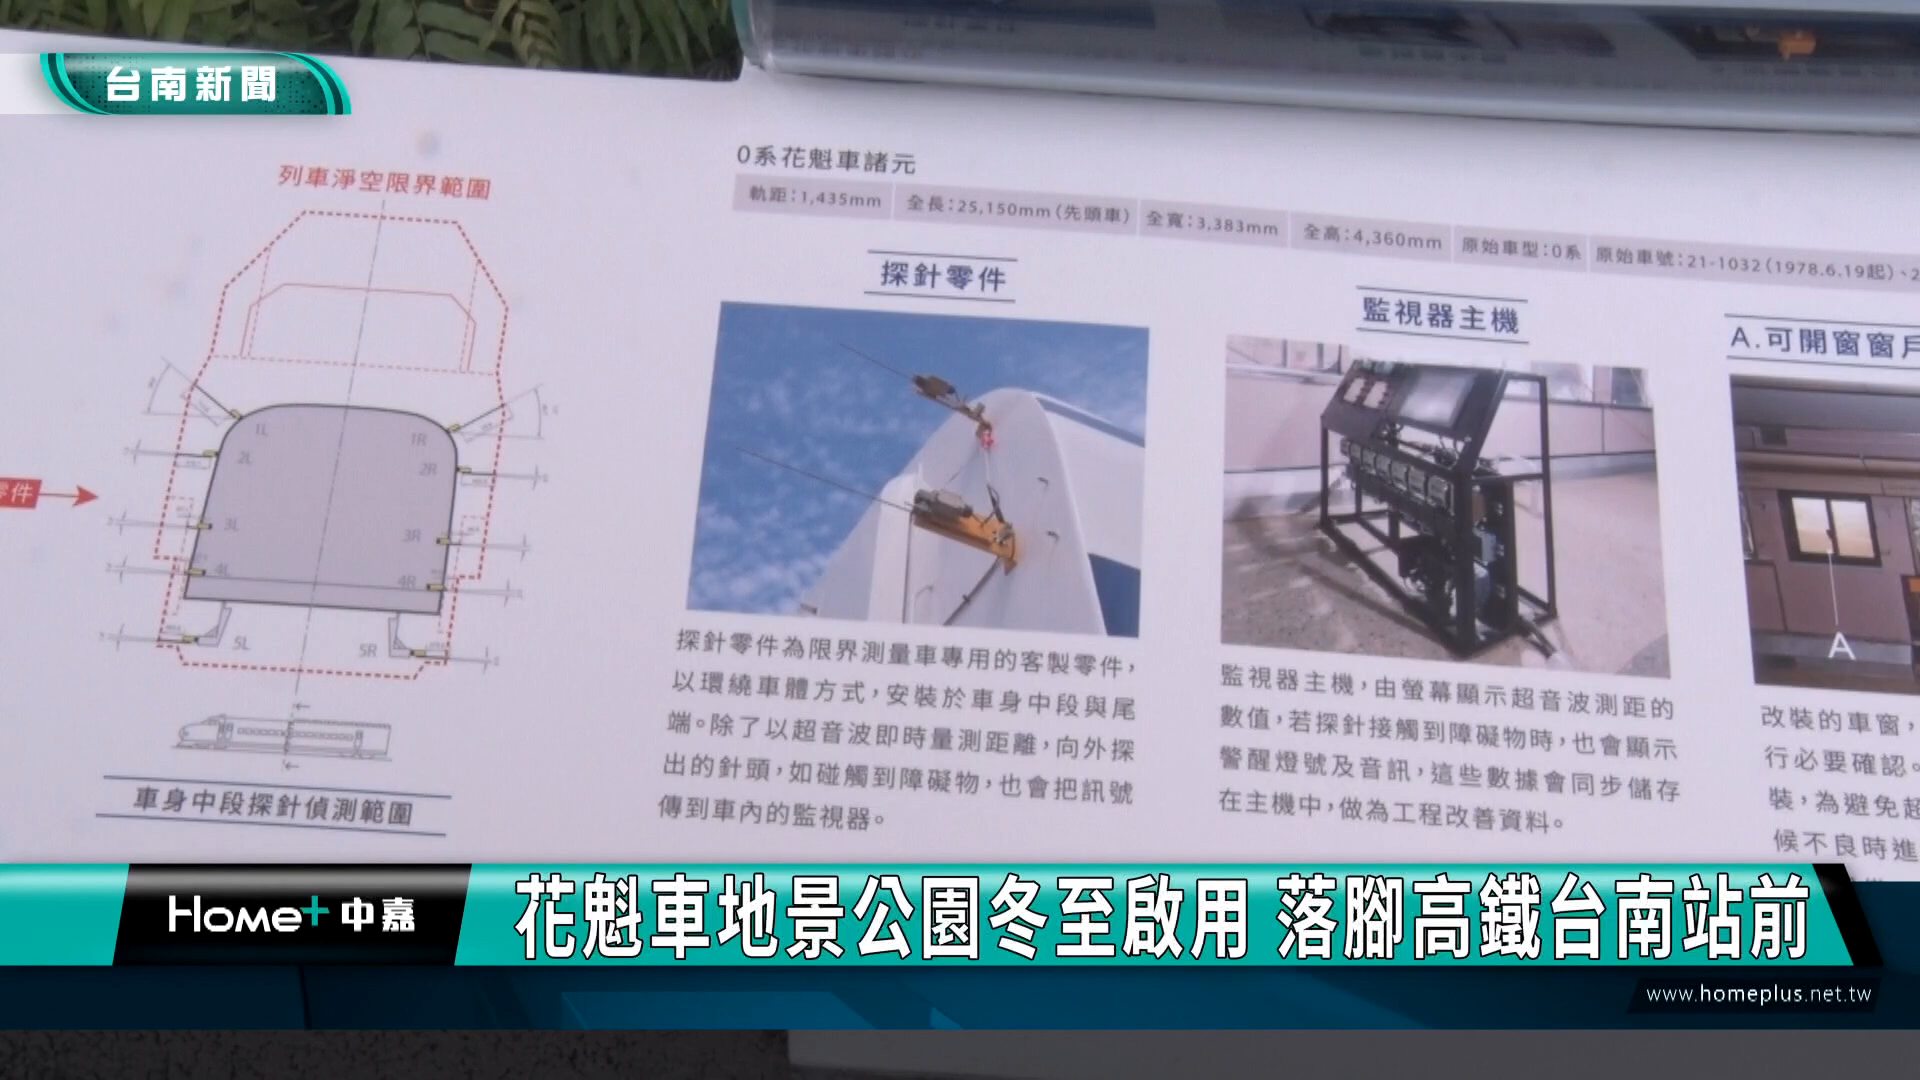 台南新聞
列車淨空限界範圍
零件
1L
1R
2L
2R
3L
3R
4L
4R
5L
5R
車身中段探針偵測範圍
0系花魁車諸元
軌距：1,435mm
全長：25,150mm（先頭車）
全寬：3,383mm
全高：4,360mm
原始車型：0系
原始車號：21-1032（1978.6.19起）、2
探針零件
探針零件為限界測量車專用的客製零件，
以環繞車體方式，安裝於車身中段與尾
端。除了以超音波即時量測距離，向外探
出的針頭，如碰觸到障礙物，也會把訊號
傳到車內的監視器。
監視器主機
監視器主機，由螢幕顯示超音波測距的
數值，若探針接觸到障礙物時，也會顯示
警醒燈號及音訊，這些數據會同步儲存
在主機中，做為工程改善資料。
A.可開窗窗戶
A
改裝的車窗，
行必要確認。
裝，為避免超
候不良時進
Home+ 中嘉
花魁車地景公園冬至啟用 落腳高鐵台南站前
www.homeplus.net.tw